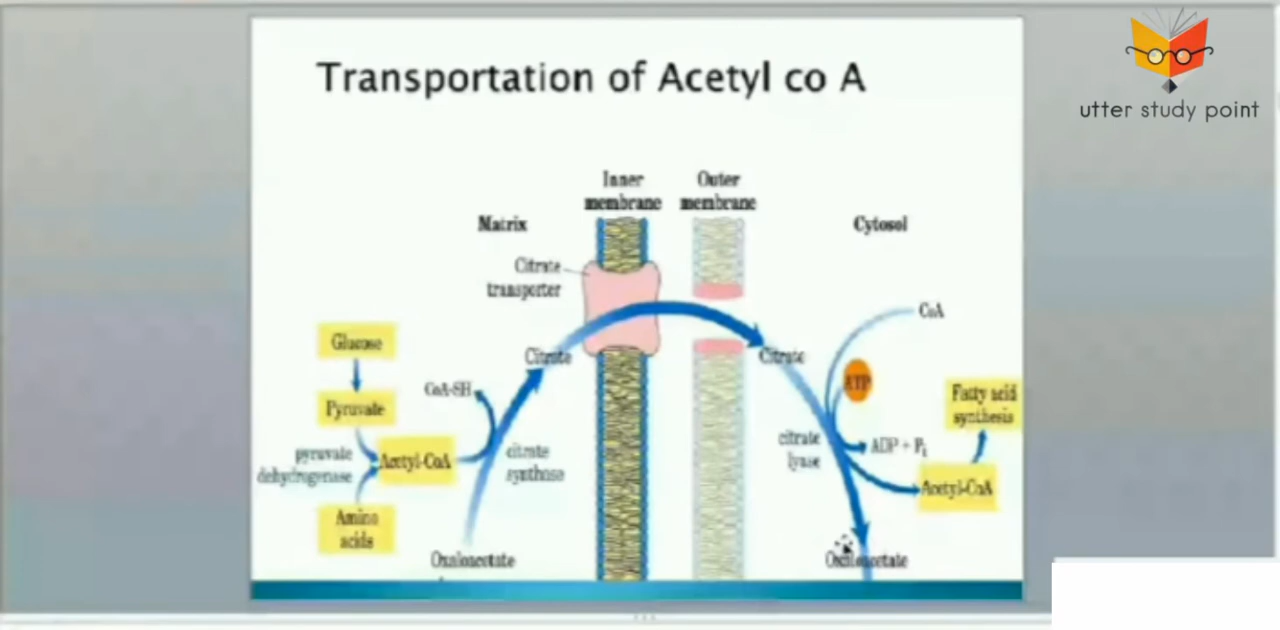 utter study point
Transportation of Acetyl co A
Inner
membrane
Outer
membrane
Matrix
Cytosol
Citrate
transporter
CoA
Glucose
Citrate
Citrate
ATP
CoA-SH
Fatty acid
synthesis
Pyruvate
pyruvate
dehydrogenase
Acetyl-CoA
citrate
synthase
citrate
lyase
ADP + Pi
Acetyl-CoA
Amino
acids
Oxaloacetate
Oxaloacetate